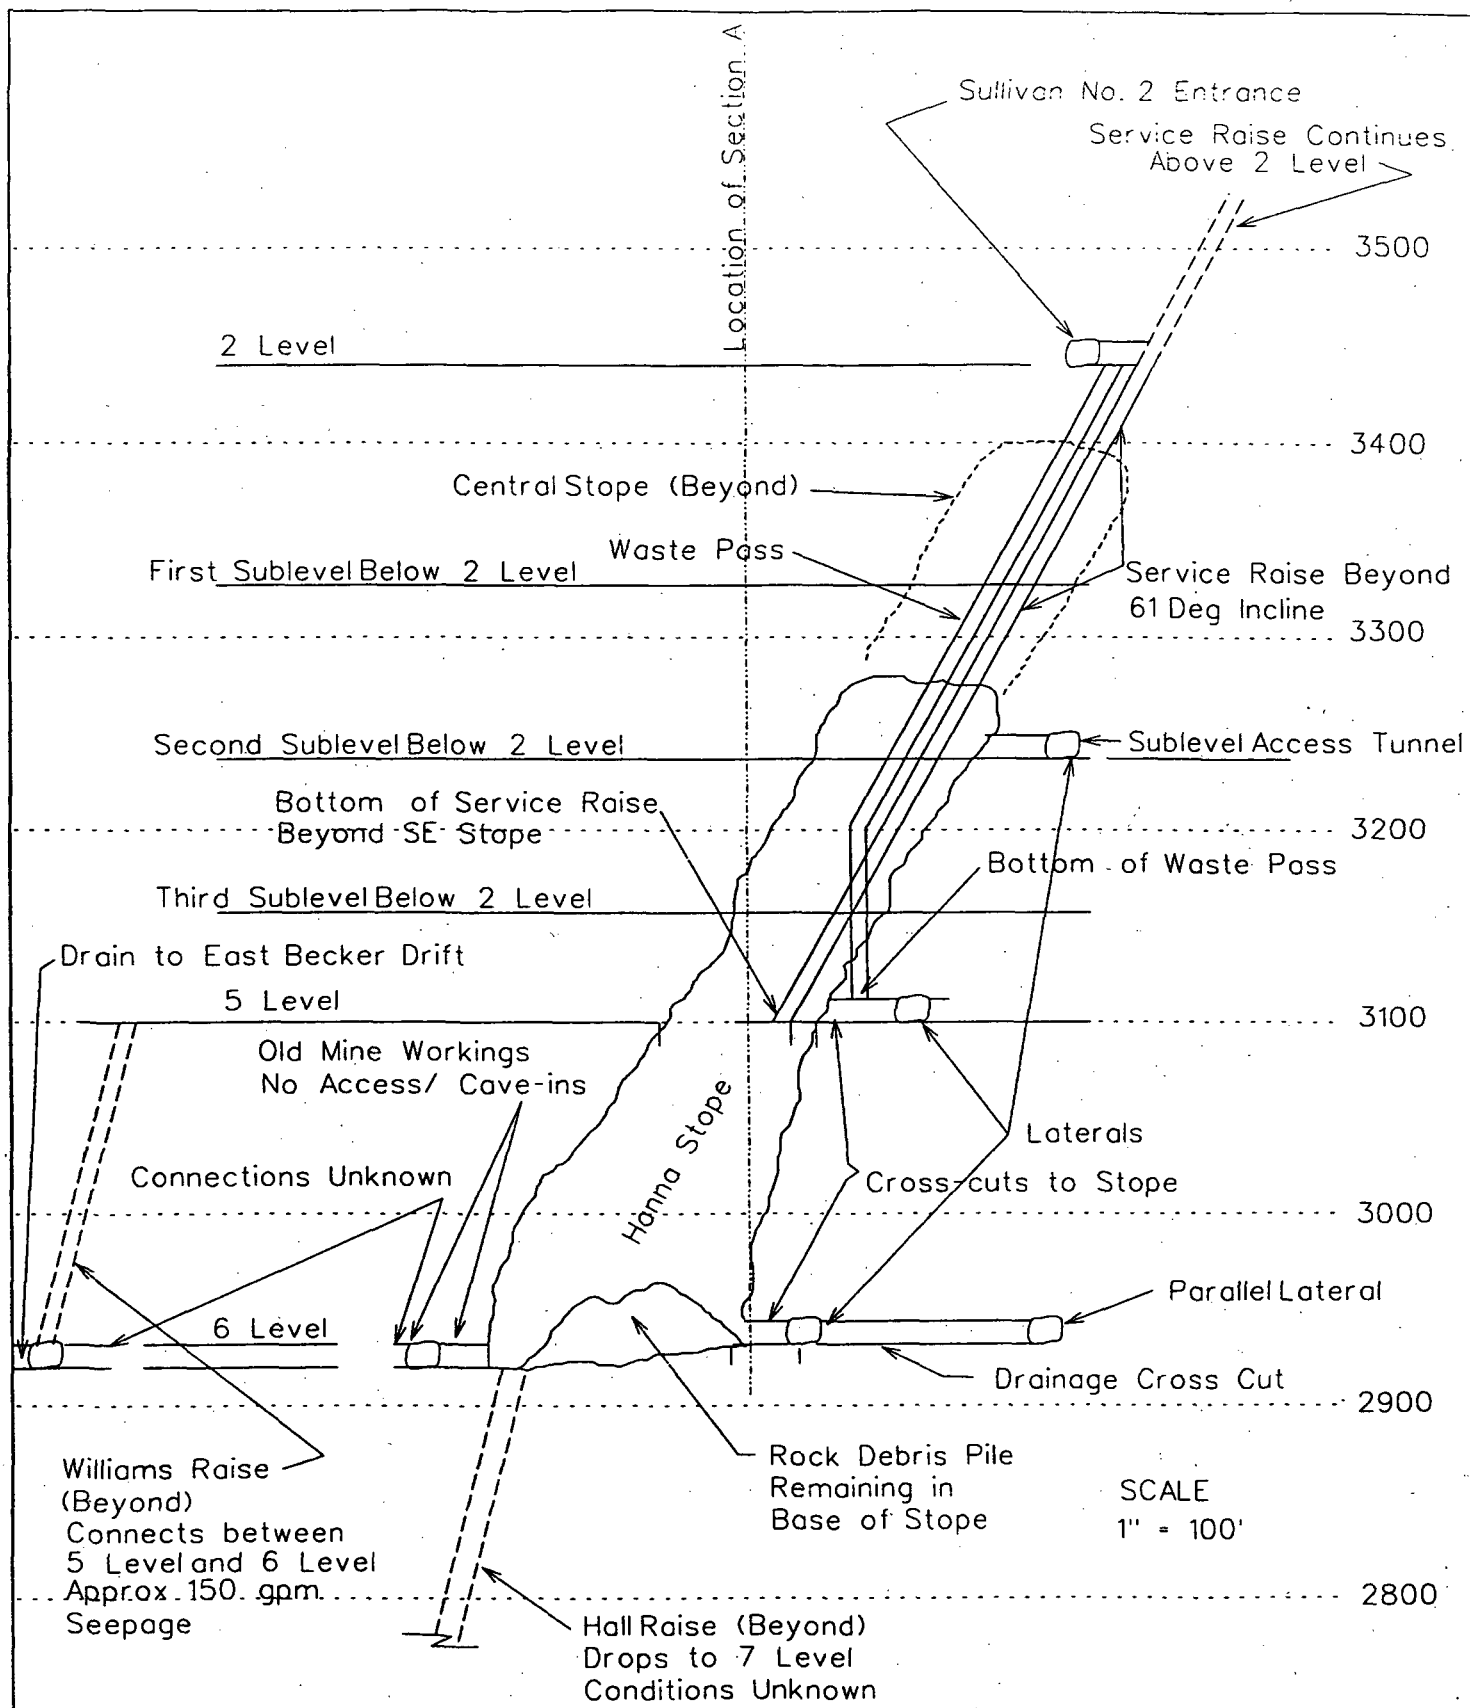 Location of Section A
Sullivan No. 2 Entrance
Service Raise Continues
Above 2 Level
3500
2 Level
3400
Central Stope (Beyond)
Waste Pass
First Sublevel Below 2 Level
Service Raise Beyond
61 Deg Incline
3300
Second Sublevel Below 2 Level
Sublevel Access Tunnel
Bottom of Service Raise
Beyond SE Stope
3200
Bottom of Waste Pass
Third Sublevel Below 2 Level
Drain to East Becker Drift
5 Level
3100
Old Mine Workings
No Access/ Cave-ins
Hanna Stope
Laterals
Connections Unknown
Cross-cuts to Stope
3000
Parallel Lateral
6 Level
Drainage Cross Cut
2900
Williams Raise
(Beyond)
Connects between
5 Level and 6 Level
Approx 150 gpm
Seepage
Rock Debris Pile
Remaining in
Base of Stope
SCALE
1" = 100'
2800
Hall Raise (Beyond)
Drops to 7 Level
Conditions Unknown